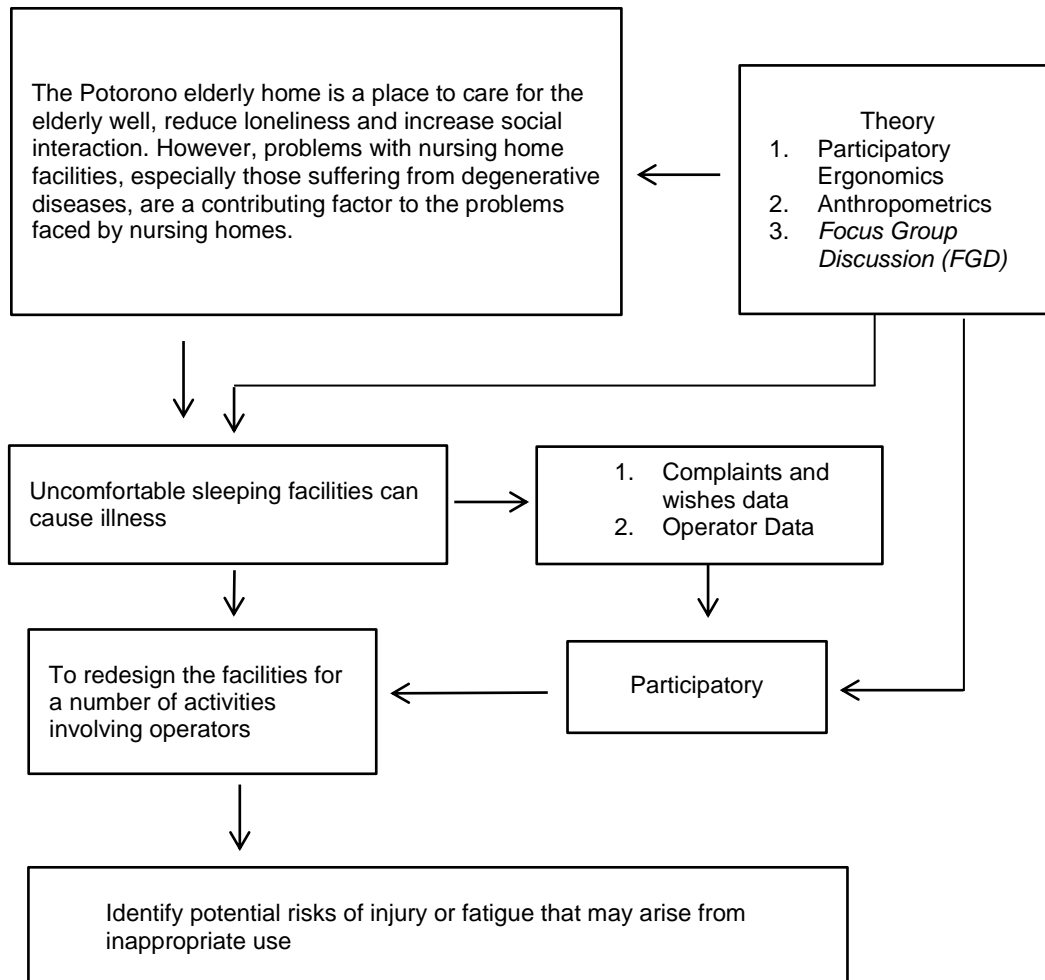 The Potorono elderly home is a place to care for the
elderly well, reduce loneliness and increase social
interaction. However, problems with nursing home
facilities, especially those suffering from degenerative
diseases, are a contributing factor to the problems
faced by nursing homes.
Theory
1. Participatory
Ergonomics
2. Anthropometrics
3. Focus Group
Discussion (FGD)
Uncomfortable sleeping facilities can
cause illness
1. Complaints and
wishes data
2. Operator Data
To redesign the facilities for
a number of activities
involving operators
Participatory
Identify potential risks of injury or fatigue that may arise from
inappropriate use